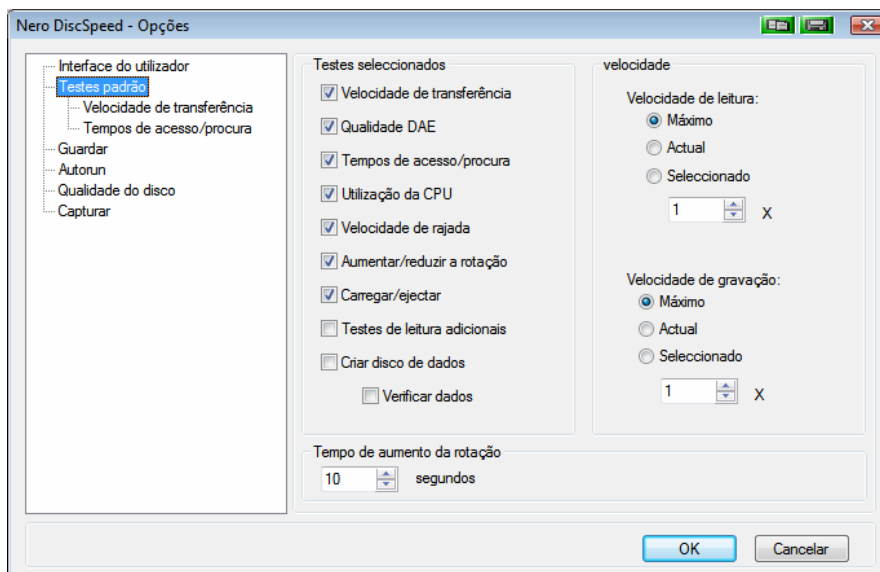 Nero DiscSpeed - Opções
Interface do utilizador
Testes padrão
Velocidade de transferência
Tempos de acesso/procura
Guardar
Autorun
Qualidade do disco
Capturar
Testes seleccionados
Velocidade de transferência
Qualidade DAE
Tempos de acesso/procura
Utilização da CPU
Velocidade de rajada
Aumentar/reduzir a rotação
Carregar/ejectar
Testes de leitura adicionais
Criar disco de dados
Verificar dados
velocidade
Velocidade de leitura:
Máximo
Actual
Seleccionado
1 X
Velocidade de gravação:
Máximo
Actual
Seleccionado
1 X
Tempo de aumento da rotação
10 segundos
OK Cancelar